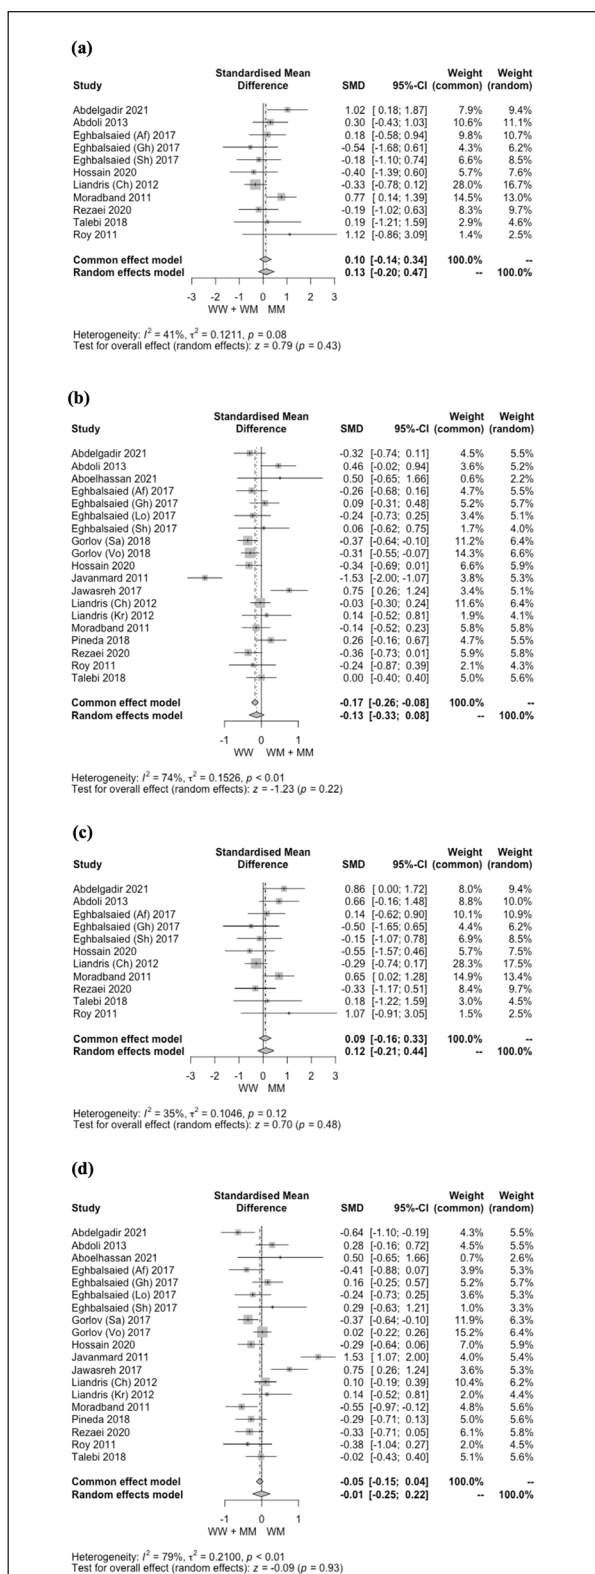 (a)
Standardised Mean Weight Weight
Study Difference SMD 95%-CI (common) (random)
Abdelgadir 2021 1.02 [ 0.18; 1.87] 7.9% 9.4%
Abdoli 2013 0.30 [-0.43; 1.03] 10.6% 11.1%
Eghbalsaied (Af) 2017 0.18 [-0.58; 0.94] 9.8% 10.7%
Eghbalsaied (Gh) 2017 -0.54 [-1.68; 0.61] 4.3% 6.2%
Eghbalsaied (Sh) 2017 -0.18 [-1.10; 0.74] 6.6% 8.5%
Hossain 2020 -0.40 [-1.39; 0.60] 5.7% 7.6%
Liandris (Ch) 2012 -0.33 [-0.78; 0.12] 28.0% 16.7%
Moradband 2011 0.77 [ 0.14; 1.39] 14.5% 13.0%
Rezaei 2020 -0.19 [-1.02; 0.63] 8.3% 9.7%
Talebi 2018 0.19 [-1.21; 1.59] 2.9% 4.6%
Roy 2011 1.12 [-0.86; 3.09] 1.4% 2.5%
Common effect model 0.10 [-0.14; 0.34] 100.0% --
Random effects model 0.13 [-0.20; 0.47] -- 100.0%
-3 -2 -1 0 1 2 3
WW + WM MM
Heterogeneity: I² = 41%, τ² = 0.1211, p = 0.08
Test for overall effect (random effects): z = 0.79 (p = 0.43)
(b)
Standardised Mean Weight Weight
Study Difference SMD 95%-CI (common) (random)
Abdelgadir 2021 -0.32 [-0.74; 0.11] 4.5% 5.5%
Abdoli 2013 0.46 [-0.02; 0.94] 3.6% 5.2%
Aboelhassan 2021 0.50 [-0.65; 1.66] 0.6% 2.2%
Eghbalsaied (Af) 2017 -0.26 [-0.68; 0.16] 4.7% 5.5%
Eghbalsaied (Gh) 2017 0.09 [-0.31; 0.48] 5.2% 5.7%
Eghbalsaied (Lo) 2017 -0.24 [-0.73; 0.25] 3.4% 5.1%
Eghbalsaied (Sh) 2017 0.06 [-0.62; 0.75] 1.7% 4.0%
Gorlov (Sa) 2018 -0.37 [-0.64; -0.10] 11.2% 6.4%
Gorlov (Vo) 2018 -0.31 [-0.55; -0.07] 14.3% 6.6%
Hossain 2020 -0.34 [-0.69; 0.01] 6.6% 5.9%
Javanmard 2011 -1.53 [-2.00; -1.07] 3.8% 5.3%
Jawasreh 2017 0.75 [ 0.26; 1.24] 3.4% 5.1%
Liandris (Ch) 2012 -0.03 [-0.30; 0.24] 11.6% 6.4%
Liandris (Kr) 2012 0.14 [-0.52; 0.81] 1.9% 4.1%
Moradband 2011 -0.14 [-0.52; 0.23] 5.8% 5.8%
Pineda 2018 0.26 [-0.16; 0.67] 4.7% 5.5%
Rezaei 2020 -0.36 [-0.73; 0.01] 5.9% 5.8%
Roy 2011 -0.24 [-0.87; 0.39] 2.1% 4.3%
Talebi 2018 0.00 [-0.40; 0.40] 5.0% 5.6%
Common effect model -0.17 [-0.26; -0.08] 100.0% --
Random effects model -0.13 [-0.33; 0.08] -- 100.0%
-1 0 1
WW WM + MM
Heterogeneity: I² = 74%, τ² = 0.1526, p < 0.01
Test for overall effect (random effects): z = -1.23 (p = 0.22)
(c)
Standardised Mean Weight Weight
Study Difference SMD 95%-CI (common) (random)
Abdelgadir 2021 0.86 [ 0.00; 1.72] 8.0% 9.4%
Abdoli 2013 0.66 [-0.16; 1.48] 8.8% 10.0%
Eghbalsaied (Af) 2017 0.14 [-0.62; 0.90] 10.1% 10.9%
Eghbalsaied (Gh) 2017 -0.50 [-1.65; 0.65] 4.4% 6.2%
Eghbalsaied (Sh) 2017 -0.15 [-1.07; 0.78] 6.9% 8.5%
Hossain 2020 -0.55 [-1.57; 0.46] 5.7% 7.5%
Liandris (Ch) 2012 -0.29 [-0.74; 0.17] 28.3% 17.5%
Moradband 2011 0.65 [ 0.02; 1.28] 14.9% 13.4%
Rezaei 2020 -0.33 [-1.17; 0.51] 8.4% 9.7%
Talebi 2018 0.18 [-1.22; 1.59] 3.0% 4.5%
Roy 2011 1.07 [-0.91; 3.05] 1.5% 2.5%
Common effect model 0.09 [-0.16; 0.33] 100.0% --
Random effects model 0.12 [-0.21; 0.44] -- 100.0%
-3 -2 -1 0 1 2 3
WW MM
Heterogeneity: I² = 35%, τ² = 0.1046, p = 0.12
Test for overall effect (random effects): z = 0.70 (p = 0.48)
(d)
Standardised Mean Weight Weight
Study Difference SMD 95%-CI (common) (random)
Abdelgadir 2021 -0.64 [-1.10; -0.19] 4.3% 5.5%
Abdoli 2013 0.28 [-0.16; 0.72] 4.5% 5.5%
Aboelhassan 2021 0.50 [-0.65; 1.66] 0.7% 2.6%
Eghbalsaied (Af) 2017 -0.41 [-0.88; 0.07] 3.9% 5.3%
Eghbalsaied (Gh) 2017 0.16 [-0.25; 0.57] 5.2% 5.7%
Eghbalsaied (Lo) 2017 -0.24 [-0.73; 0.25] 3.6% 5.3%
Eghbalsaied (Sh) 2017 0.29 [-0.63; 1.21] 1.0% 3.3%
Gorlov (Sa) 2017 -0.37 [-0.64; -0.10] 11.9% 6.3%
Gorlov (Vo) 2017 0.02 [-0.22; 0.26] 15.2% 6.4%
Hossain 2020 -0.29 [-0.64; 0.06] 7.0% 5.9%
Javanmard 2011 1.53 [ 1.07; 2.00] 4.0% 5.4%
Jawasreh 2017 0.75 [ 0.26; 1.24] 3.6% 5.3%
Liandris (Ch) 2012 0.10 [-0.19; 0.39] 10.4% 6.2%
Liandris (Kr) 2012 0.14 [-0.52; 0.81] 2.0% 4.4%
Moradband 2011 -0.55 [-0.97; -0.12] 4.8% 5.6%
Pineda 2018 -0.29 [-0.71; 0.13] 5.0% 5.6%
Rezaei 2020 -0.33 [-0.71; 0.05] 6.1% 5.8%
Roy 2011 -0.38 [-1.04; 0.27] 2.0% 4.5%
Talebi 2018 -0.02 [-0.43; 0.40] 5.1% 5.6%
Common effect model -0.05 [-0.15; 0.04] 100.0% --
Random effects model -0.01 [-0.25; 0.22] -- 100.0%
-1 0 1
WW + MM WM
Heterogeneity: I² = 79%, τ² = 0.2100, p < 0.01
Test for overall effect (random effects): z = -0.09 (p = 0.93)